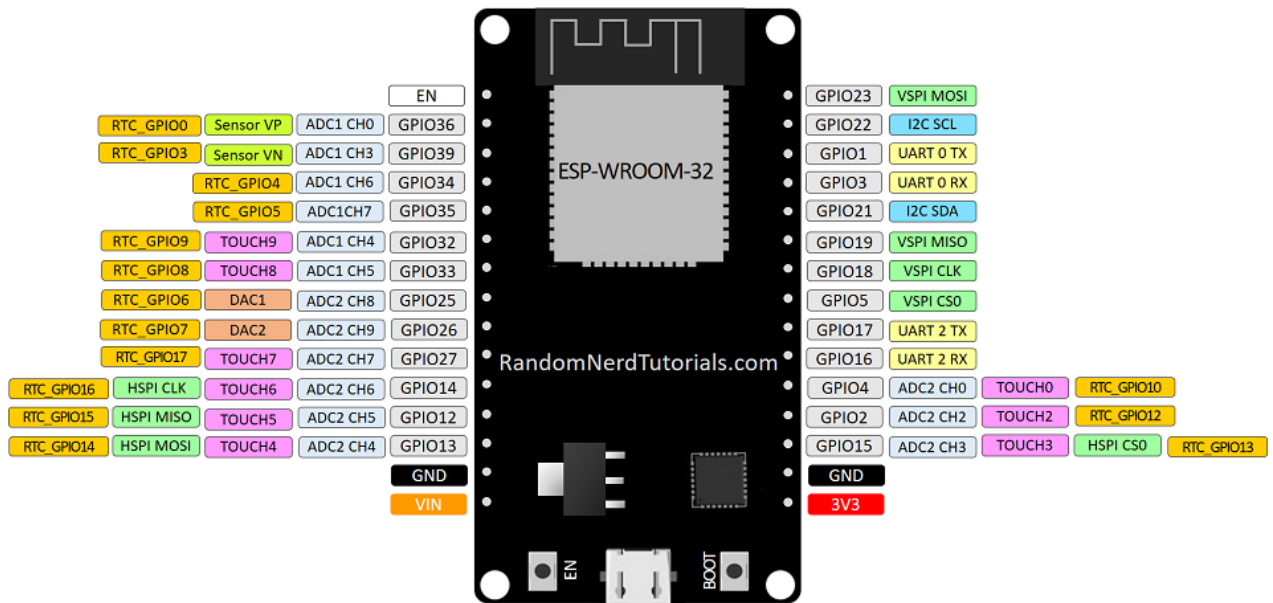 EN GPIO23 VSPI MOSI
RTC_GPIO0 Sensor VP ADC1 CH0 GPIO36 GPIO22 I2C SCL
RTC_GPIO3 Sensor VN ADC1 CH3 GPIO39 GPIO1 UART 0 TX
ESP-WROOM-32
RTC_GPIO4 ADC1 CH6 GPIO34 GPIO3 UART 0 RX
RTC_GPIO5 ADC1CH7 GPIO35 GPIO21 I2C SDA
RTC_GPIO9 TOUCH9 ADC1 CH4 GPIO32 GPIO19 VSPI MISO
RTC_GPIO8 TOUCH8 ADC1 CH5 GPIO33 GPIO18 VSPI CLK
RTC_GPIO6 DAC1 ADC2 CH8 GPIO25 GPIO5 VSPI CS0
RTC_GPIO7 DAC2 ADC2 CH9 GPIO26 GPIO17 UART 2 TX
RTC_GPIO17 TOUCH7 ADC2 CH7 GPIO27 RandomNerdTutorials.com GPIO16 UART 2 RX
RTC_GPIO16 HSPI CLK TOUCH6 ADC2 CH6 GPIO14 GPIO4 ADC2 CH0 TOUCH0 RTC_GPIO10
RTC_GPIO15 HSPI MISO TOUCH5 ADC2 CH5 GPIO12 GPIO2 ADC2 CH2 TOUCH2 RTC_GPIO12
RTC_GPIO14 HSPI MOSI TOUCH4 ADC2 CH4 GPIO13 GPIO15 ADC2 CH3 TOUCH3 HSPI CS0 RTC_GPIO13
GND GND
VIN 3V3
EN BOOT